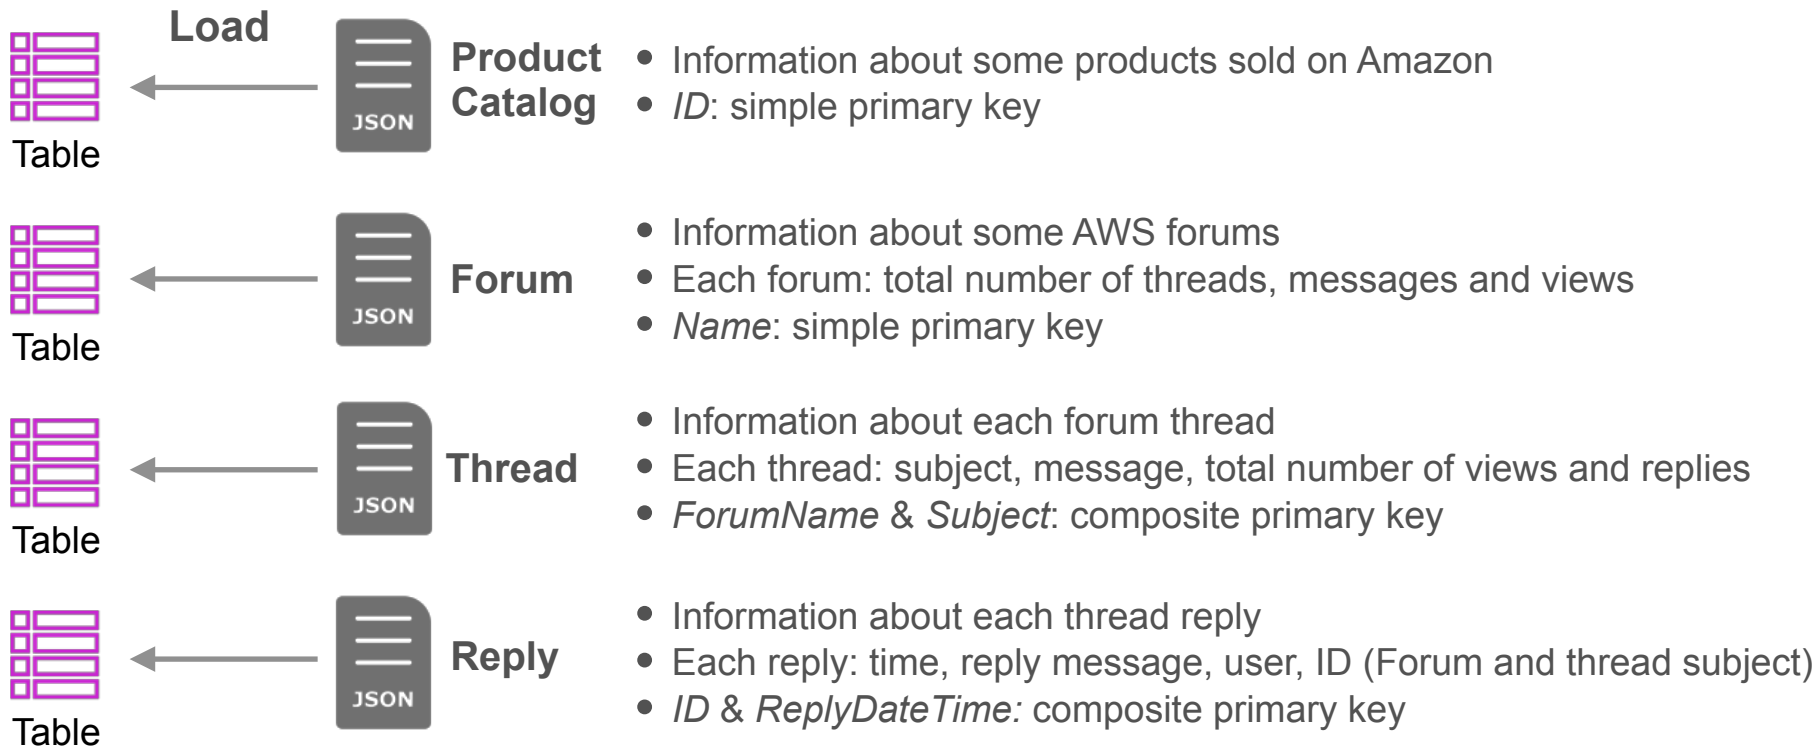 Load
Table
JSON
Product
Catalog
• Information about some products sold on Amazon
• ID: simple primary key
Table
JSON
Forum
• Information about some AWS forums
• Each forum: total number of threads, messages and views
• Name: simple primary key
Table
JSON
Thread
• Information about each forum thread
• Each thread: subject, message, total number of views and replies
• ForumName & Subject: composite primary key
Table
JSON
Reply
• Information about each thread reply
• Each reply: time, reply message, user, ID (Forum and thread subject)
• ID & ReplyDateTime: composite primary key